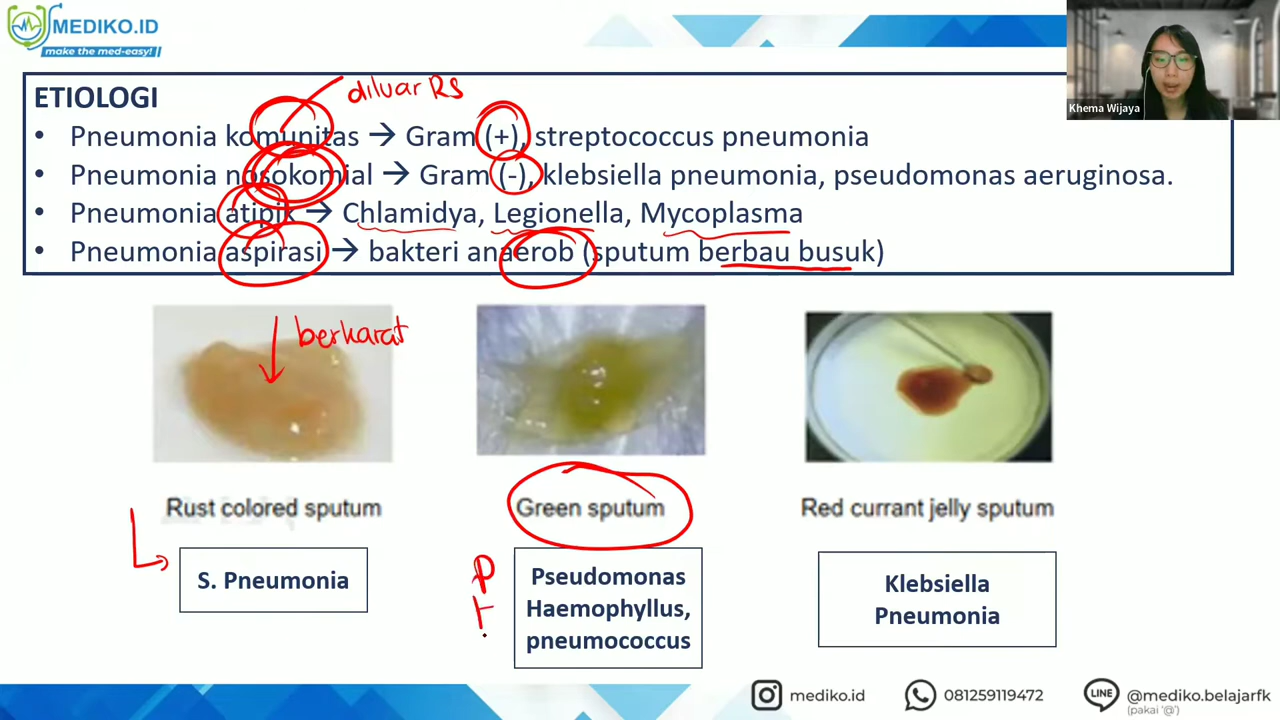 MEDIKO.ID
make the med-easy!
Khema Wijaya
diluar RS
ETIOLOGI
• Pneumonia komunitas → Gram (+), streptococcus pneumonia
• Pneumonia nosokomial → Gram (-), klebsiella pneumonia, pseudomonas aeruginosa.
• Pneumonia atipik → Chlamidya, Legionella, Mycoplasma
• Pneumonia aspirasi → bakteri anaerob (sputum berbau busuk)
berkarat
Rust colored sputum
Green sputum
Red currant jelly sputum
S. Pneumonia
P
Pseudomonas
Haemophyllus,
pneumococcus
Klebsiella
Pneumonia
mediko.id
081259119472
LINE
@mediko.belajarfk
(pakai '@')